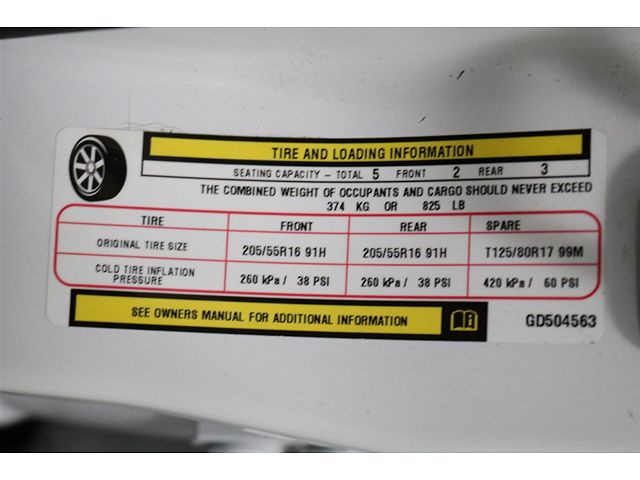 TIRE AND LOADING INFORMATION
SEATING CAPACITY - TOTAL 5 FRONT 2 REAR 3
THE COMBINED WEIGHT OF OCCUPANTS AND CARGO SHOULD NEVER EXCEED
374 KG OR 825 LB
TIRE FRONT REAR SPARE
ORIGINAL TIRE SIZE 205/55R16 91H 205/55R16 91H T125/80R17 99M
COLD TIRE INFLATION
PRESSURE 260 kPa / 38 PSI 260 kPa / 38 PSI 420 kPa / 60 PSI
SEE OWNERS MANUAL FOR ADDITIONAL INFORMATION
GD504563